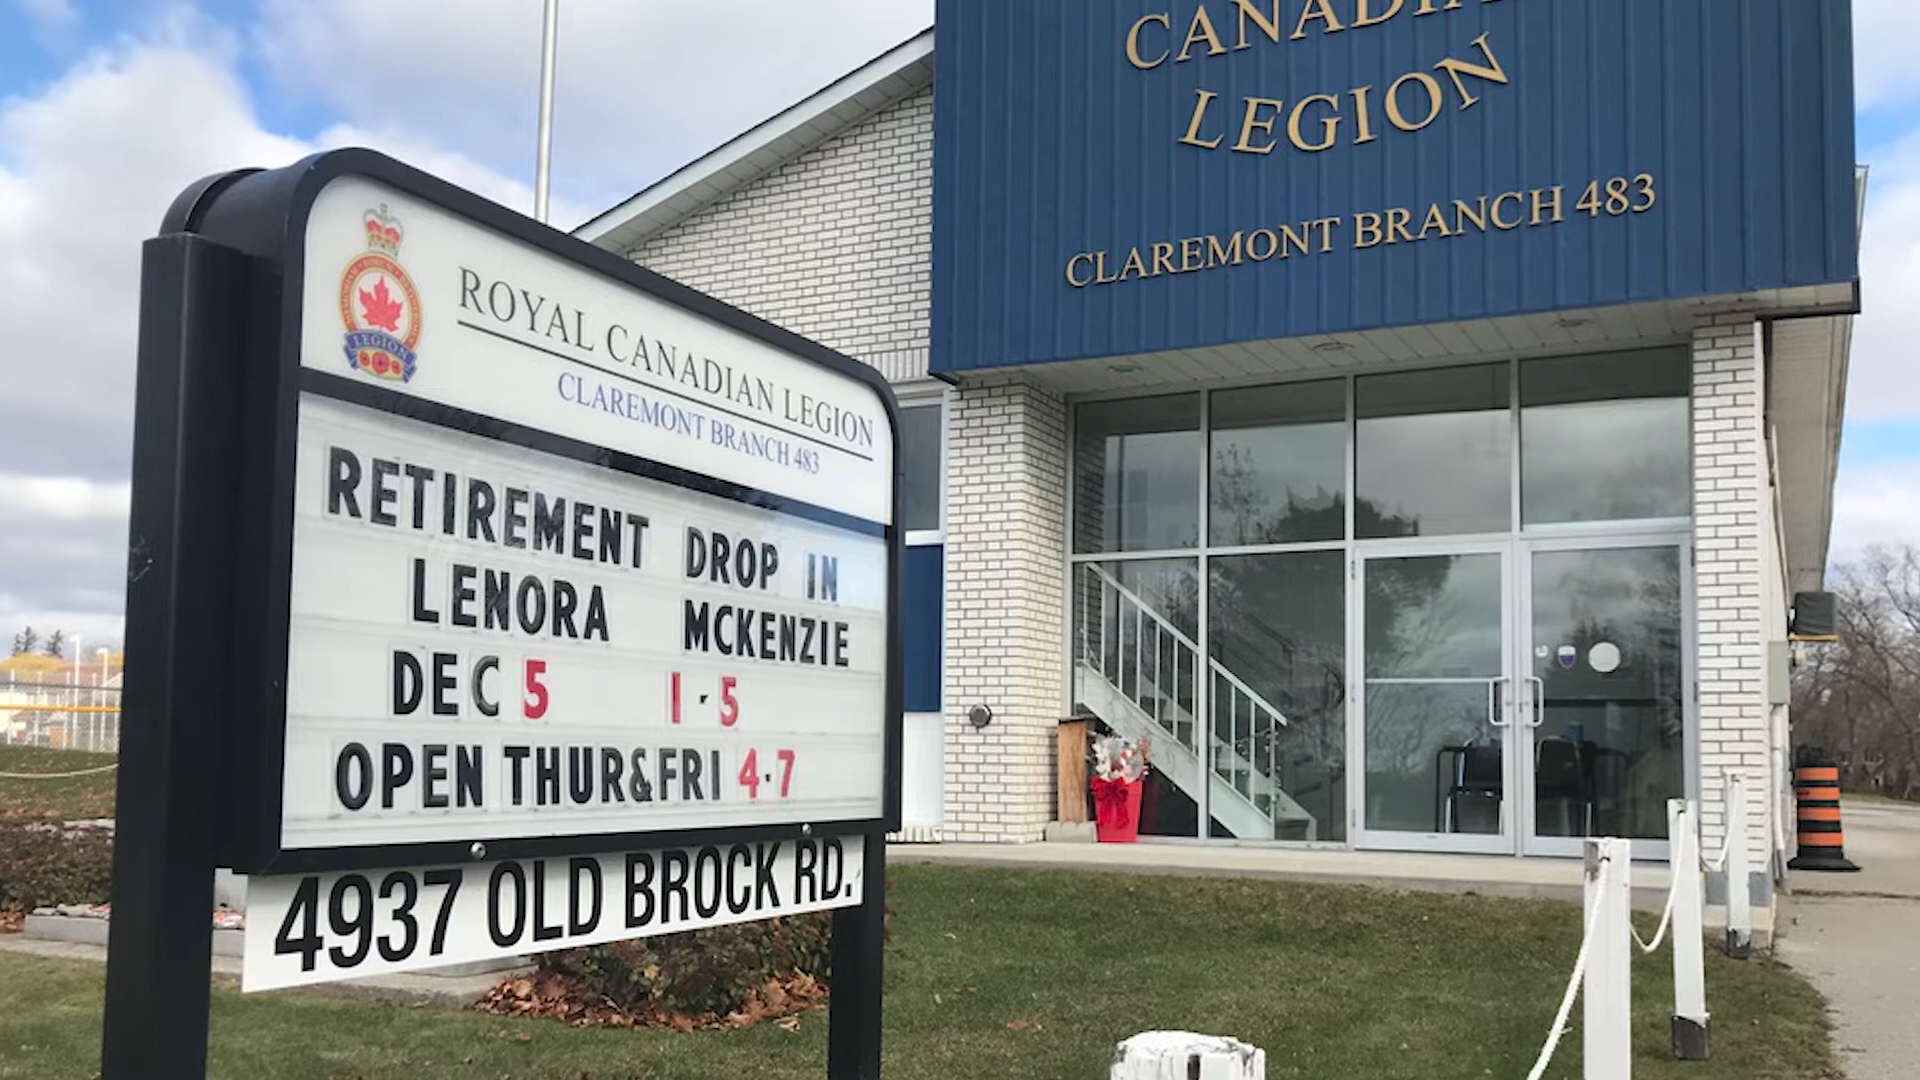 ROYAL CANADIAN LEGION
CLAREMONT BRANCH 483
RETIREMENT DROP IN
LENORA MCKENZIE
DEC 5 1-5
OPEN THUR&FRI 4-7
4937 OLD BROCK RD.
LEGION
CANADIAN
LEGION
CLAREMONT BRANCH 483